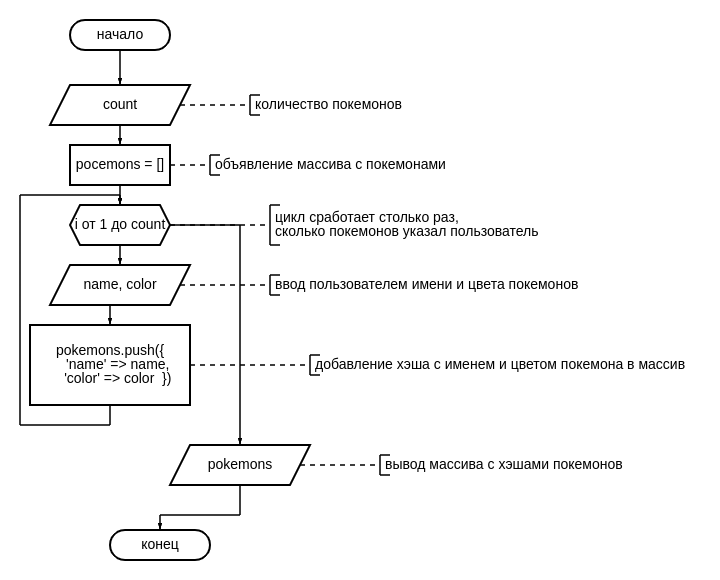 начало
count
количество покемонов
pocemons = []
объявление массива с покемонами
i от 1 до count
цикл сработает столько раз,
сколько покемонов указал пользователь
name, color
ввод пользователем имени и цвета покемонов
pokemons.push({
'name' => name,
'color' => color  })
добавление хэша с именем и цветом покемона в массив
pokemons
вывод массива с хэшами покемонов
конец